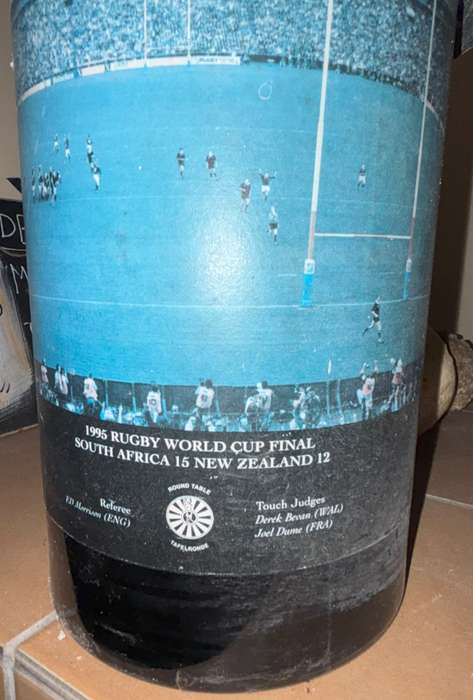 1995 RUGBY WORLD CUP FINAL
SOUTH AFRICA 15 NEW ZEALAND 12
Referee
ED Morrison (ENG)
ROUND TABLE
TAFELRONDE
Touch Judges
Derek Bevan (WAL)
Joel Dume (FRA)